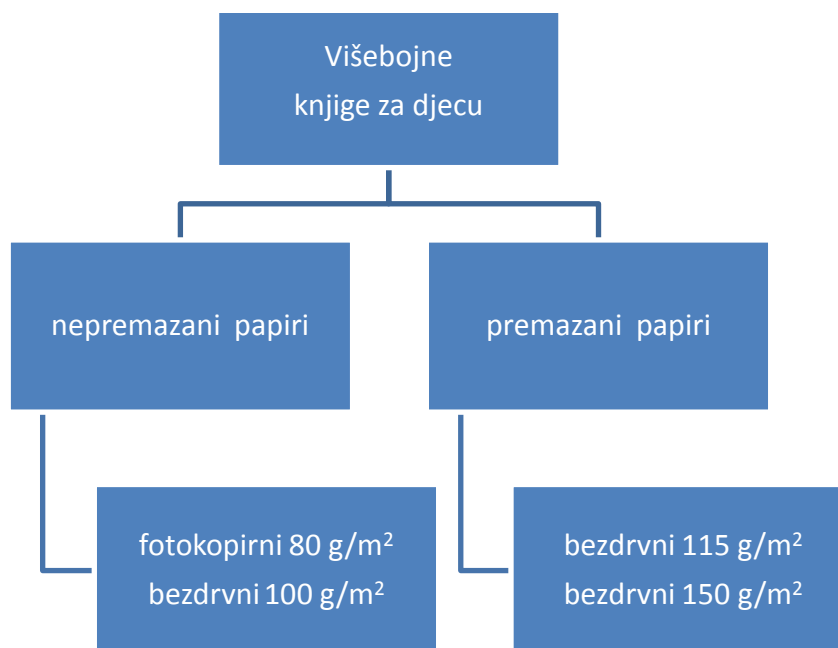 Višebojne
knjige za djecu
nepremazani papiri
premazani papiri
fotokopirni 80 g/m²
bezdrvni 100 g/m²
bezdrvni 115 g/m²
bezdrvni 150 g/m²